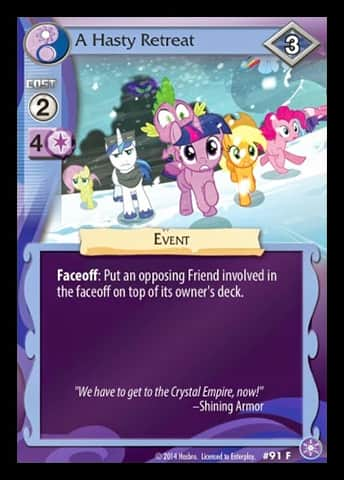 A Hasty Retreat
3
COST
2
4
EVENT
Faceoff: Put an opposing Friend involved in
the faceoff on top of its owner's deck.
"We have to get to the Crystal Empire, now!"
–Shining Armor
© 2014 Hasbro. Licensed to Enterplay. #91 F